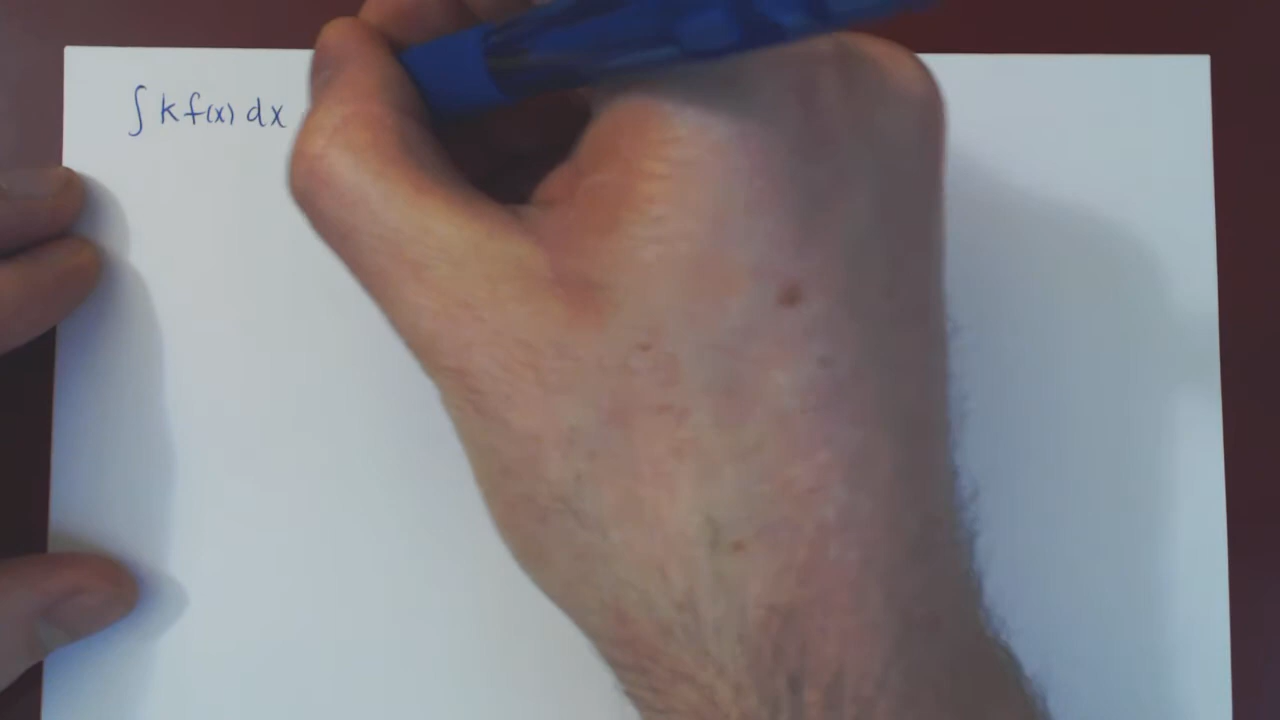 ∫ k f(x) dx